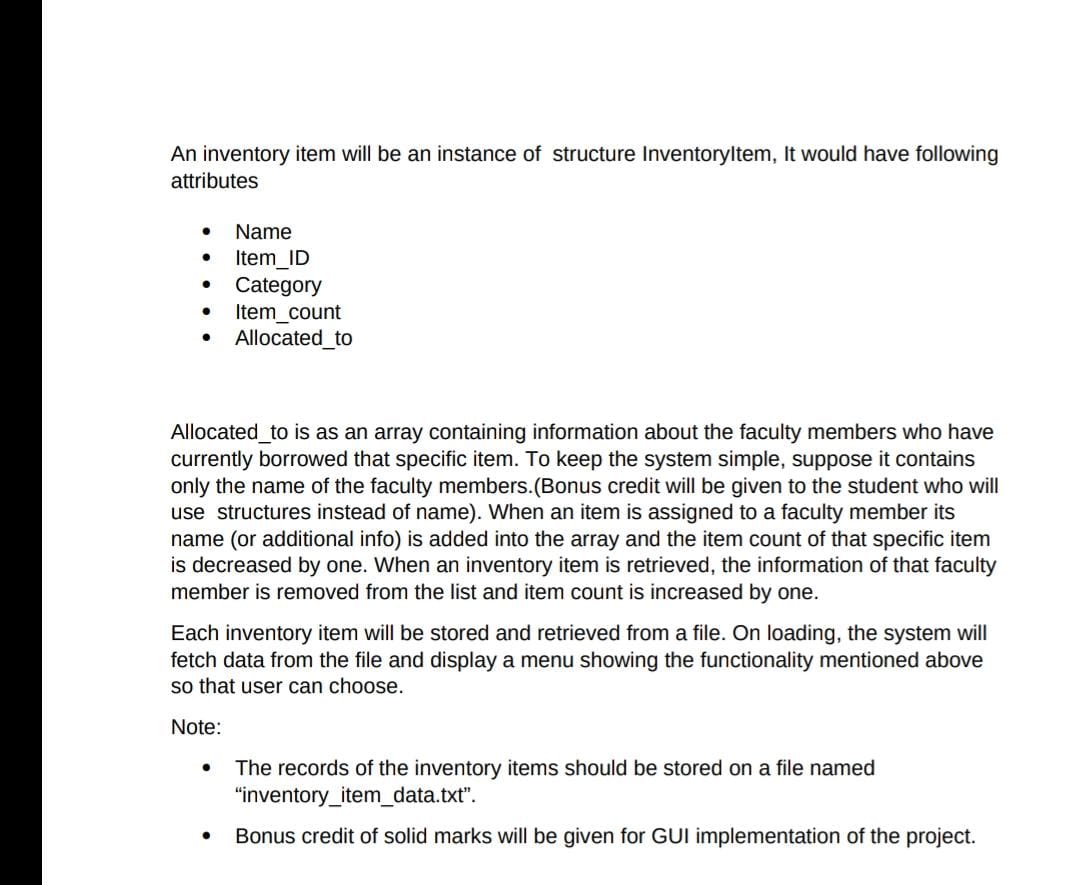 An inventory item will be an instance of  structure InventoryItem, It would have following
attributes
• Name
• Item_ID
• Category
• Item_count
• Allocated_to
Allocated_to is as an array containing information about the faculty members who have
currently borrowed that specific item. To keep the system simple, suppose it contains
only the name of the faculty members.(Bonus credit will be given to the student who will
use  structures instead of name). When an item is assigned to a faculty member its
name (or additional info) is added into the array and the item count of that specific item
is decreased by one. When an inventory item is retrieved, the information of that faculty
member is removed from the list and item count is increased by one.
Each inventory item will be stored and retrieved from a file. On loading, the system will
fetch data from the file and display a menu showing the functionality mentioned above
so that user can choose.
Note:
• The records of the inventory items should be stored on a file named
“inventory_item_data.txt”.
• Bonus credit of solid marks will be given for GUI implementation of the project.